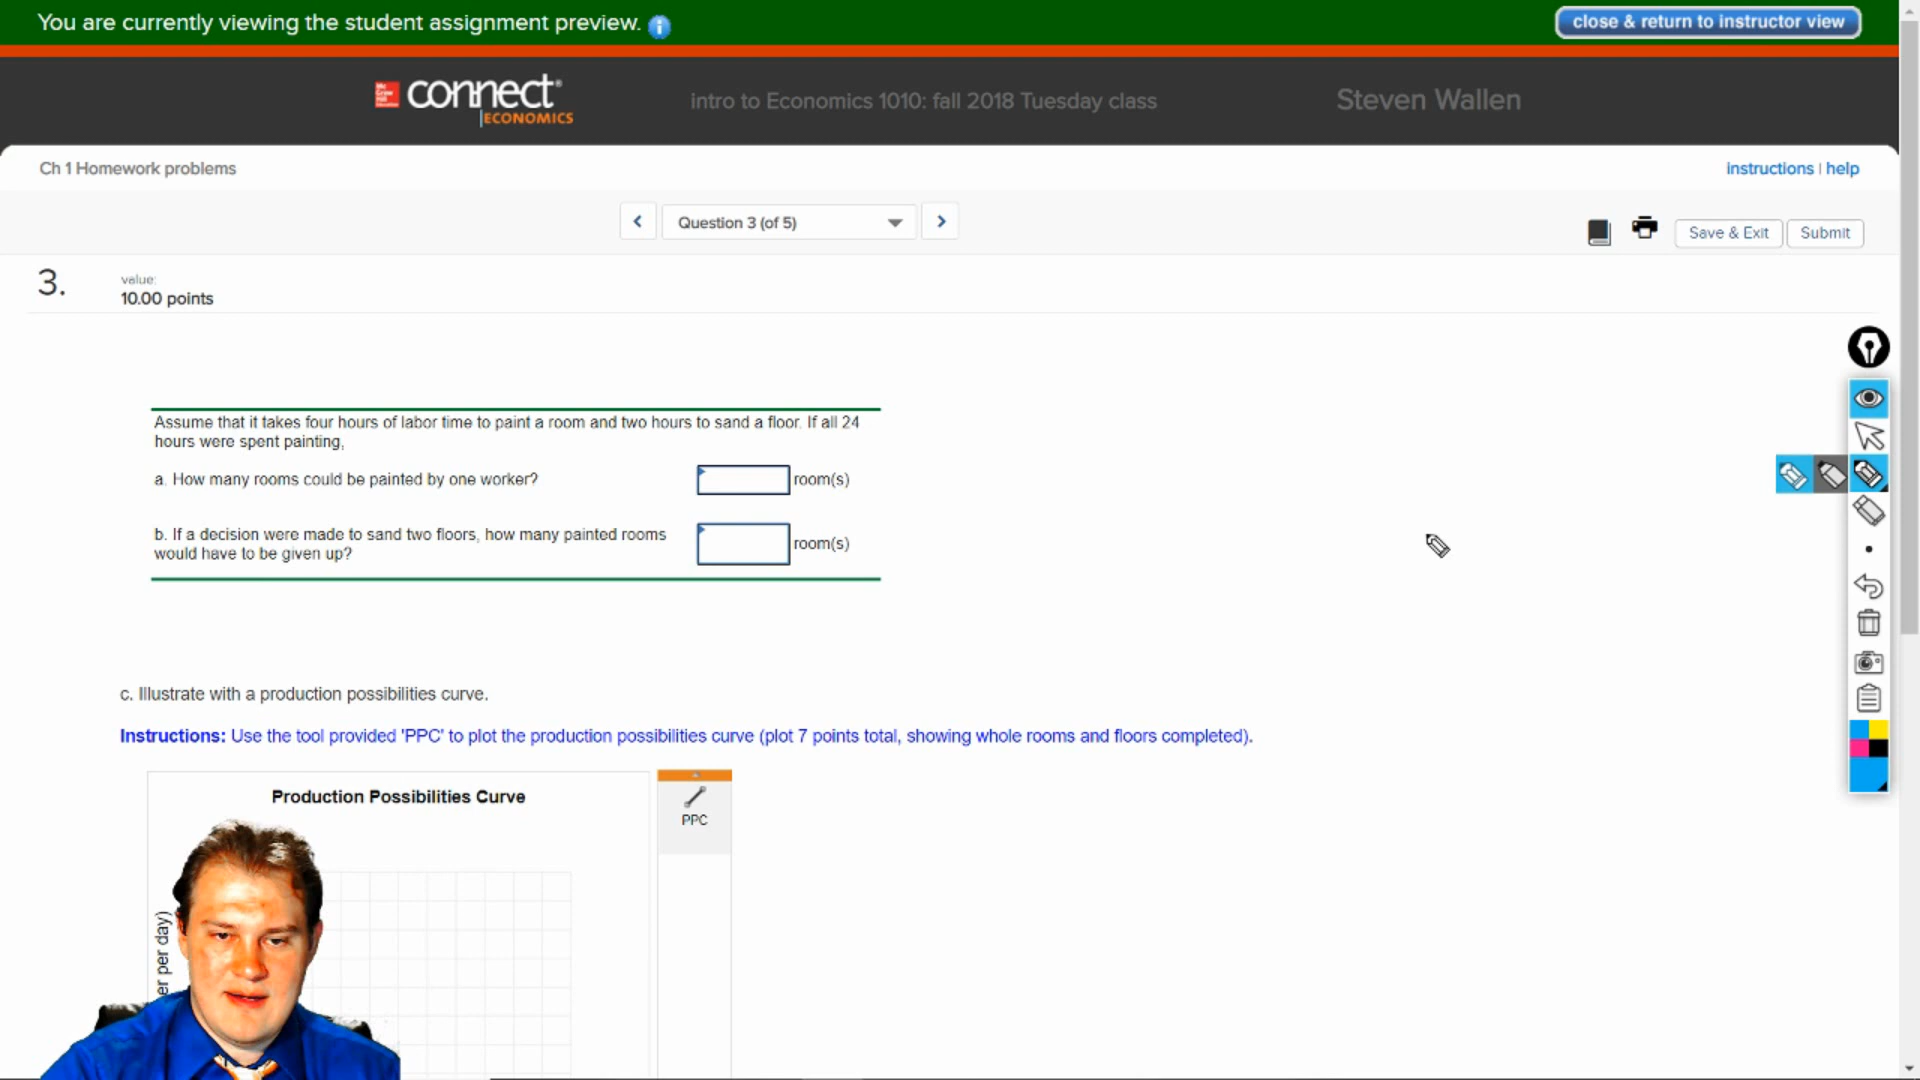 You are currently viewing the student assignment preview.
close & return to instructor view
Mc Graw Hill Education
connect
ECONOMICS
intro to Economics 1010: fall 2018 Tuesday class
Steven Wallen
Ch 1 Homework problems
instructions | help
Question 3 (of 5)
Save & Exit
Submit
3.
value:
10.00 points
Assume that it takes four hours of labor time to paint a room and two hours to sand a floor. If all 24
hours were spent painting,
a. How many rooms could be painted by one worker?
room(s)
b. If a decision were made to sand two floors, how many painted rooms
would have to be given up?
room(s)
c. Illustrate with a production possibilities curve.
Instructions: Use the tool provided 'PPC' to plot the production possibilities curve (plot 7 points total, showing whole rooms and floors completed).
Production Possibilities Curve
PPC
er per day)